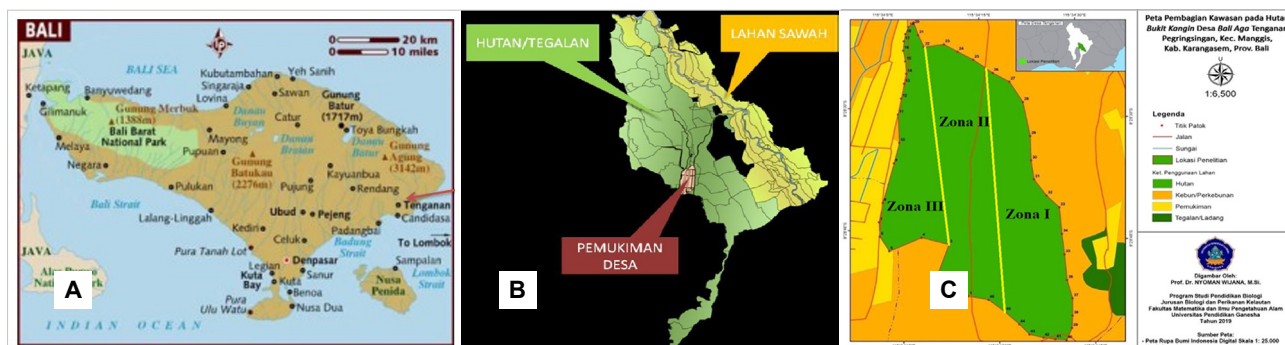 BALI
0 20 km
0 10 miles
JAVA
BALI SEA
Ketapang
Gilimanuk
Banyuwedang
Gunung Merbuk
(1388m)
Bali Barat
National Park
Melaya
Negara
Kubutambahan
Singaraja
Lovina
Yeh Sanih
Sawan
Danau
Buyan
Catur
Gunung
Batur
(1717m)
Toya Bungkah
Danau
Batur
Danau
Bratan
Mayong
Pupuan
Gunung
Batukau
(2276m)
Gunung
Agung
(3142m)
Kayuanbua
Pujung
Rendang
Pulukan
Bali Strait
Lalang-Linggah
Tenganan
Candidasa
Ubud
Pejeng
Padangbai
To Lombok
Kediri
Celuk
Badung
Strait
Pura Tanah Lot
Denpasar
Legian
Sanur
Sampalan
Lombok
Strait
Kuta
Bay
Kuta
Benoa
Nusa
Penida
Pura
Ulu Watu
Nusa Dua
JAVA
INDIAN OCEAN
A
HUTAN/TEGALAN
LAHAN SAWAH
PEMUKIMAN
DESA
B
Zona II
Zona III
Zona I
C
Peta Pembagian Kawasan pada Hutan
Bukit Kangin Desa Bali Aga Tenganan
Pegringsingan, Kec. Manggis,
Kab. Karangasem, Prov. Bali
U
1:6,500
Legenda
Titik Patok
Jalan
Sungai
Lokasi Penelitian
Ket. Penggunaan Lahan
Hutan
Kebun/Perkebunan
Pemukiman
Tegalan/Ladang
Digambar Oleh:
Prof. Dr. NYOMAN WIJANA, M.Si.
Program Studi Pendidikan Biologi
Jurusan Biologi dan Perikanan Kelautan
Fakultas Matematika dan Ilmu Pengetahuan Alam
Universitas Pendidikan Ganesha
Tahun 2019
Sumber Peta:
- Peta Rupa Bumi Indonesia Digital Skala 1: 25.000